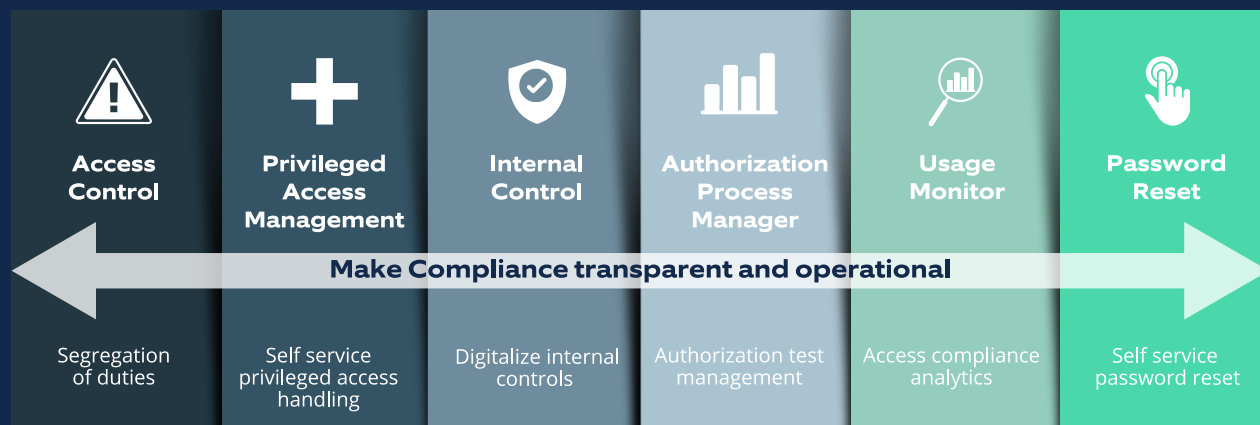 Access
Control
Privileged
Access
Management
Internal
Control
Authorization
Process
Manager
Usage
Monitor
Password
Reset
Make Compliance transparent and operational
Segregation
of duties
Self service
privileged access
handling
Digitalize internal
controls
Authorization test
management
Access compliance
analytics
Self service
password reset